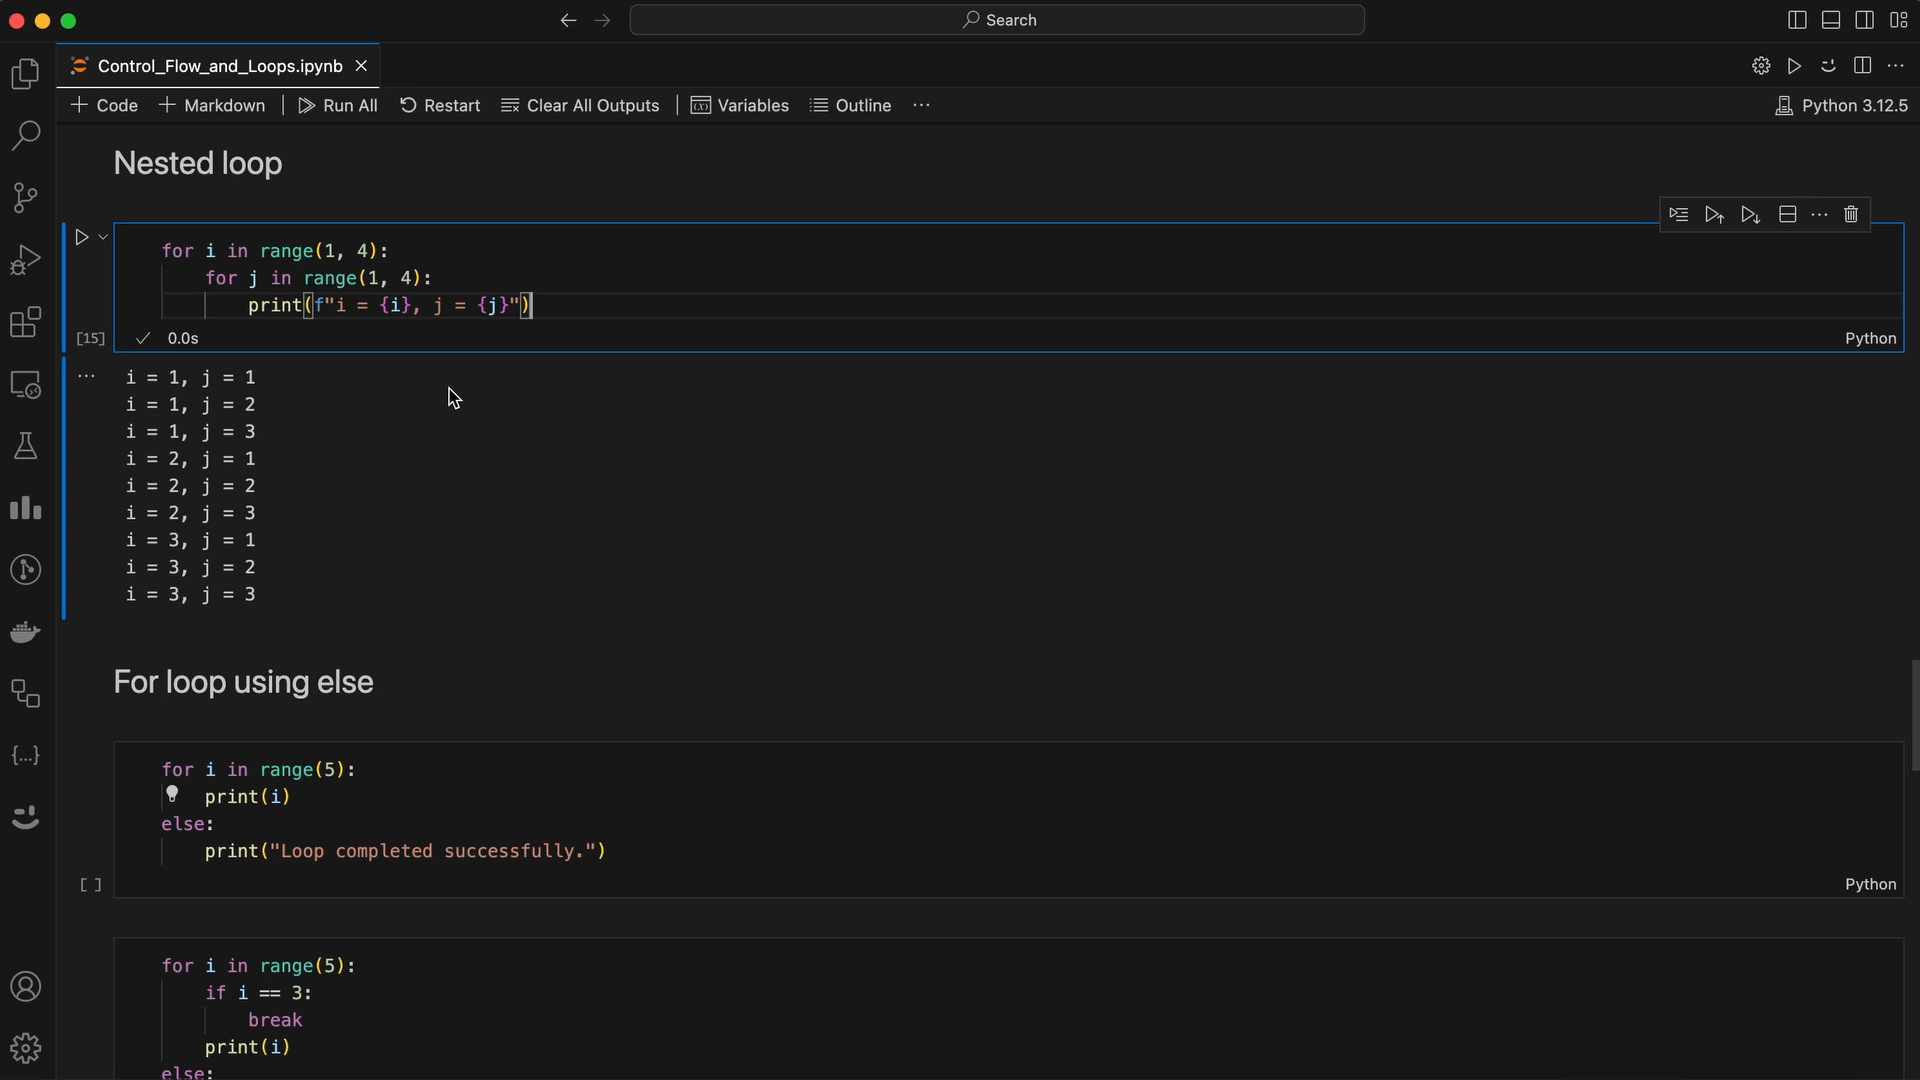 Search
Control_Flow_and_Loops.ipynb
Code Markdown Run All Restart Clear All Outputs Variables Outline ... Python 3.12.5
Nested loop
for i in range(1, 4):
    for j in range(1, 4):
        print(f"i = {i}, j = {j}")
[15] 0.0s Python
i = 1, j = 1
i = 1, j = 2
i = 1, j = 3
i = 2, j = 1
i = 2, j = 2
i = 2, j = 3
i = 3, j = 1
i = 3, j = 2
i = 3, j = 3
For loop using else
for i in range(5):
    print(i)
else:
    print("Loop completed successfully.")
[ ] Python
for i in range(5):
    if i == 3:
        break
    print(i)
else: